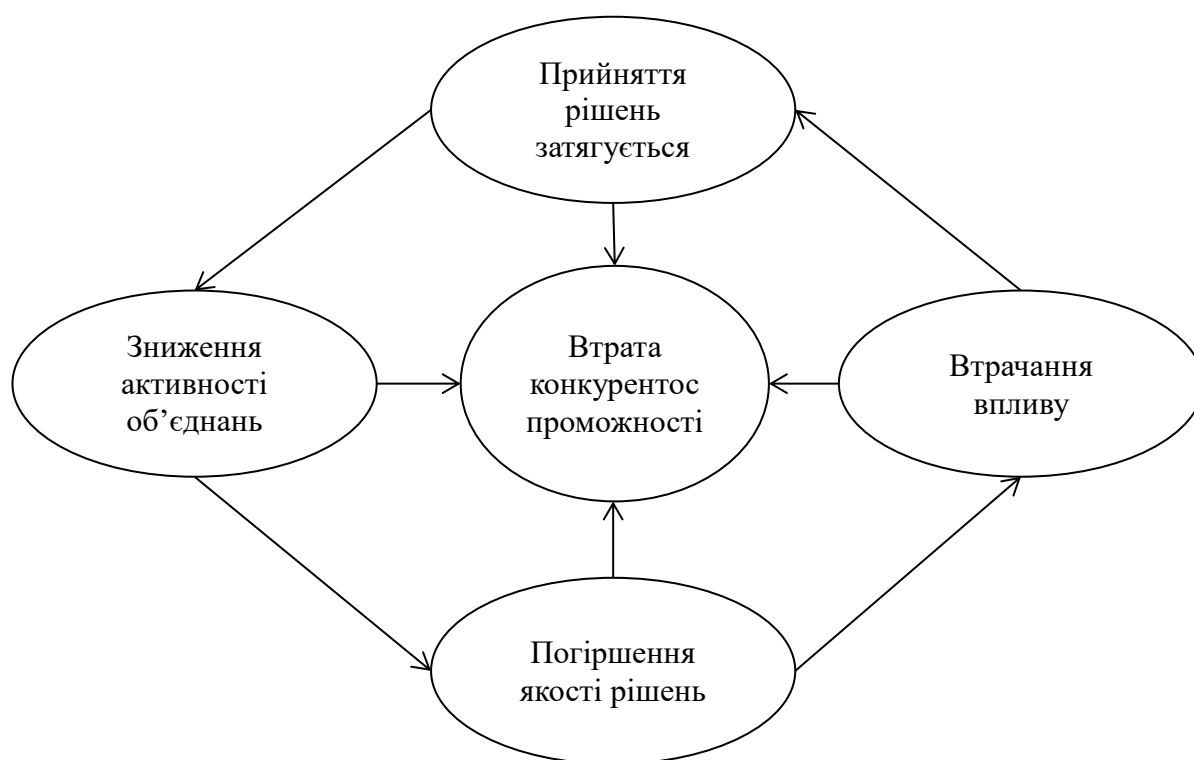 Прийняття
рішень
затягується
Зниження
активності
об’єднань
Втрата
конкурентос
проможності
Втрачання
впливу
Погіршення
якості рішень